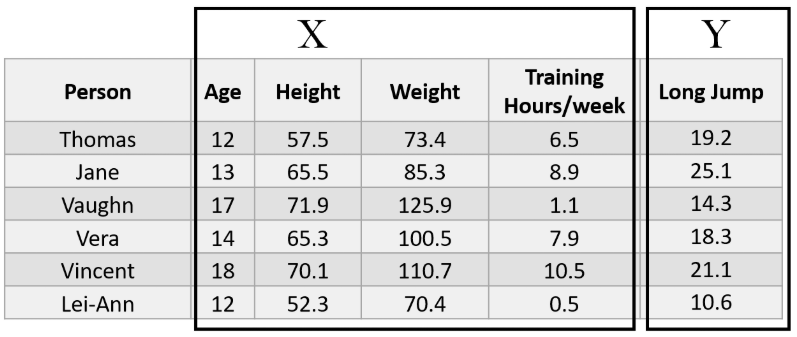 X Y
Person Age Height Weight Training Hours/week Long Jump
Thomas 12 57.5 73.4 6.5 19.2
Jane 13 65.5 85.3 8.9 25.1
Vaughn 17 71.9 125.9 1.1 14.3
Vera 14 65.3 100.5 7.9 18.3
Vincent 18 70.1 110.7 10.5 21.1
Lei-Ann 12 52.3 70.4 0.5 10.6